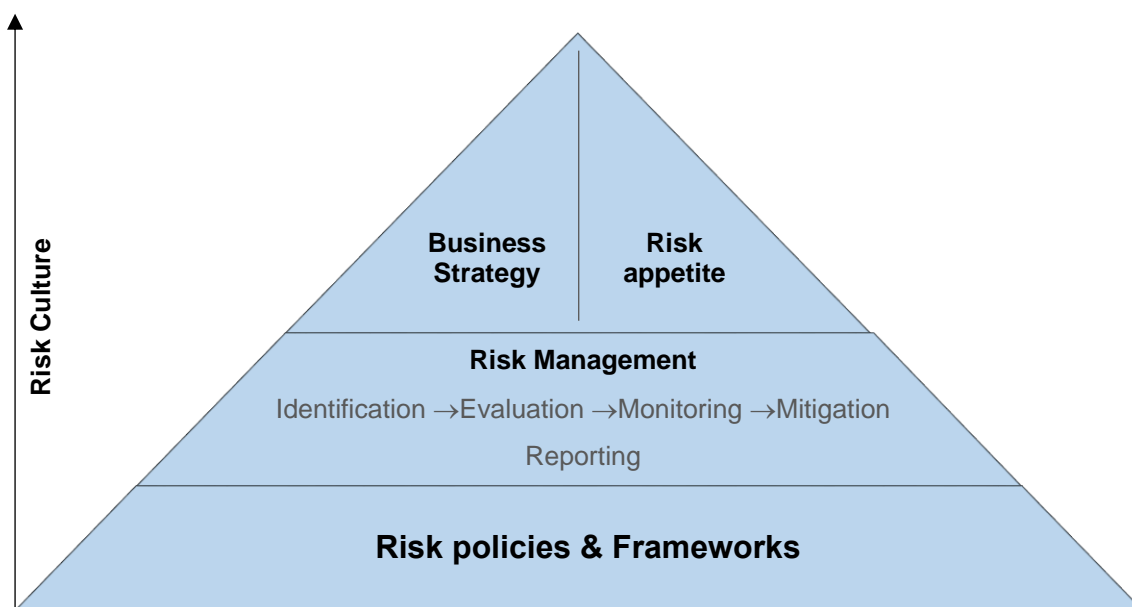 Risk Culture
Business
Strategy
Risk
appetite
Risk Management
Identification →Evaluation →Monitoring →Mitigation
Reporting
Risk policies & Frameworks